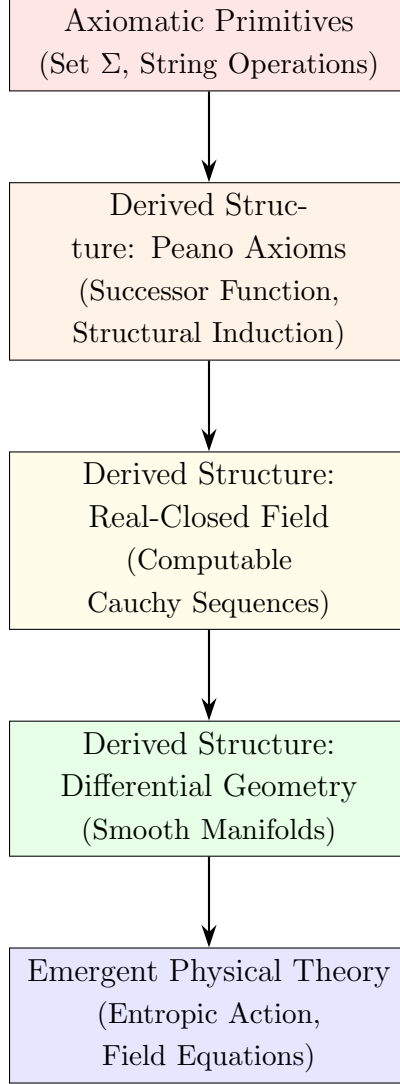 Axiomatic Primitives
(Set Σ, String Operations)
Derived Struc-
ture: Peano Axioms
(Successor Function,
Structural Induction)
Derived Structure:
Real-Closed Field
(Computable
Cauchy Sequences)
Derived Structure:
Differential Geometry
(Smooth Manifolds)
Emergent Physical Theory
(Entropic Action,
Field Equations)